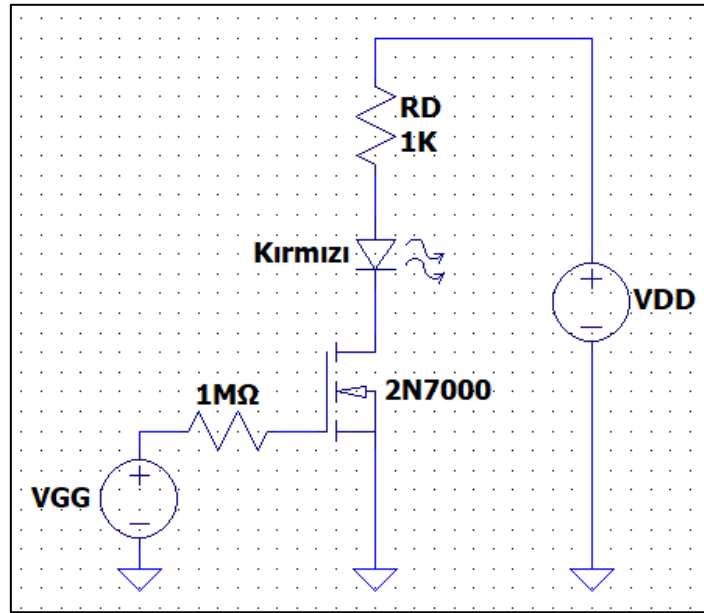 RD
1K
Kırmızı
VDD
2N7000
1MΩ
VGG